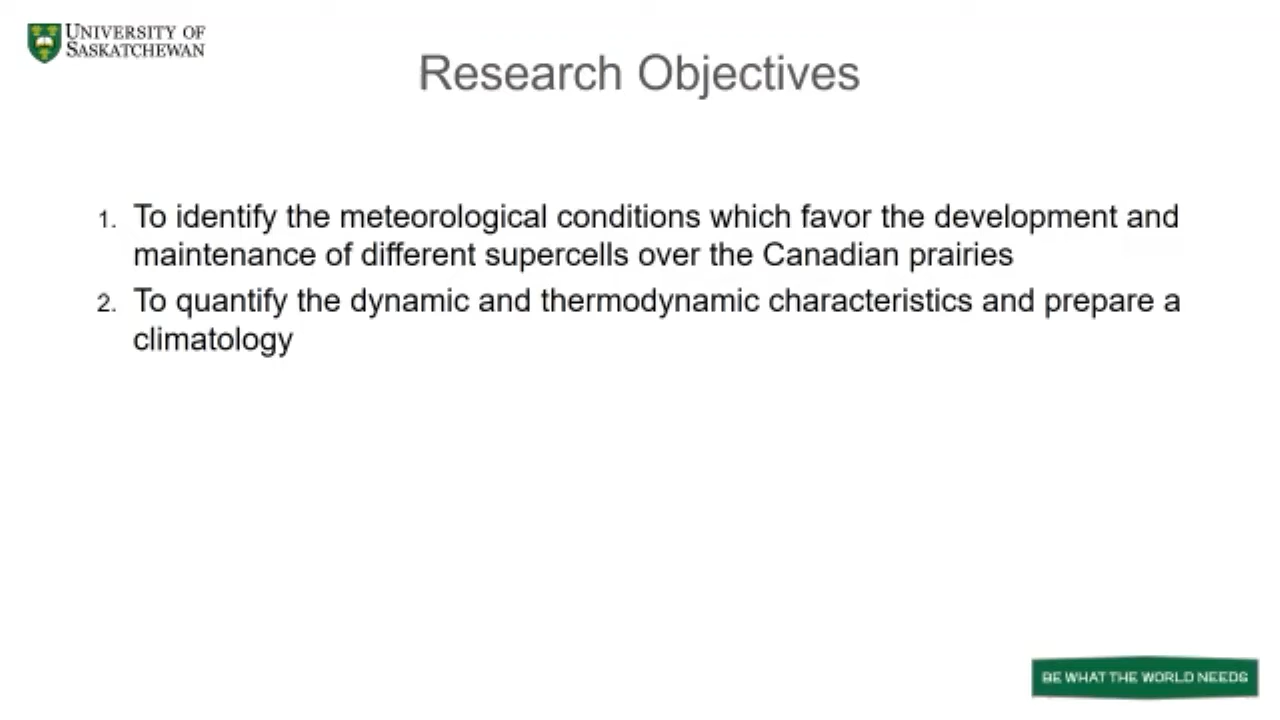 UNIVERSITY OF
SASKATCHEWAN
Research Objectives
1. To identify the meteorological conditions which favor the development and
maintenance of different supercells over the Canadian prairies
2. To quantify the dynamic and thermodynamic characteristics and prepare a
climatology
BE WHAT THE WORLD NEEDS